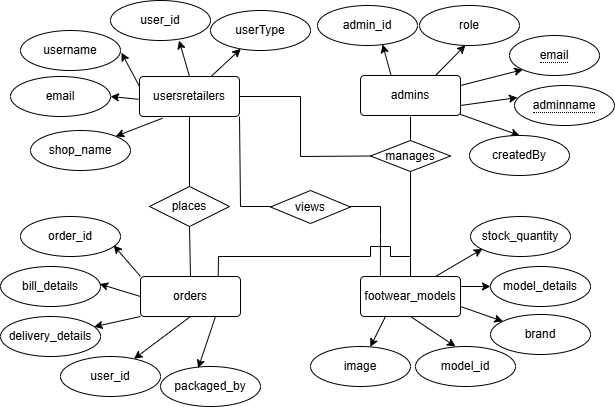 user_id
admin_id
role
userType
username
email
usersretailers
admins
email
adminname
shop_name
manages
createdBy
places
views
order_id
stock_quantity
bill_details
model_details
orders
footwear_models
delivery_details
brand
user_id
packaged_by
image
model_id